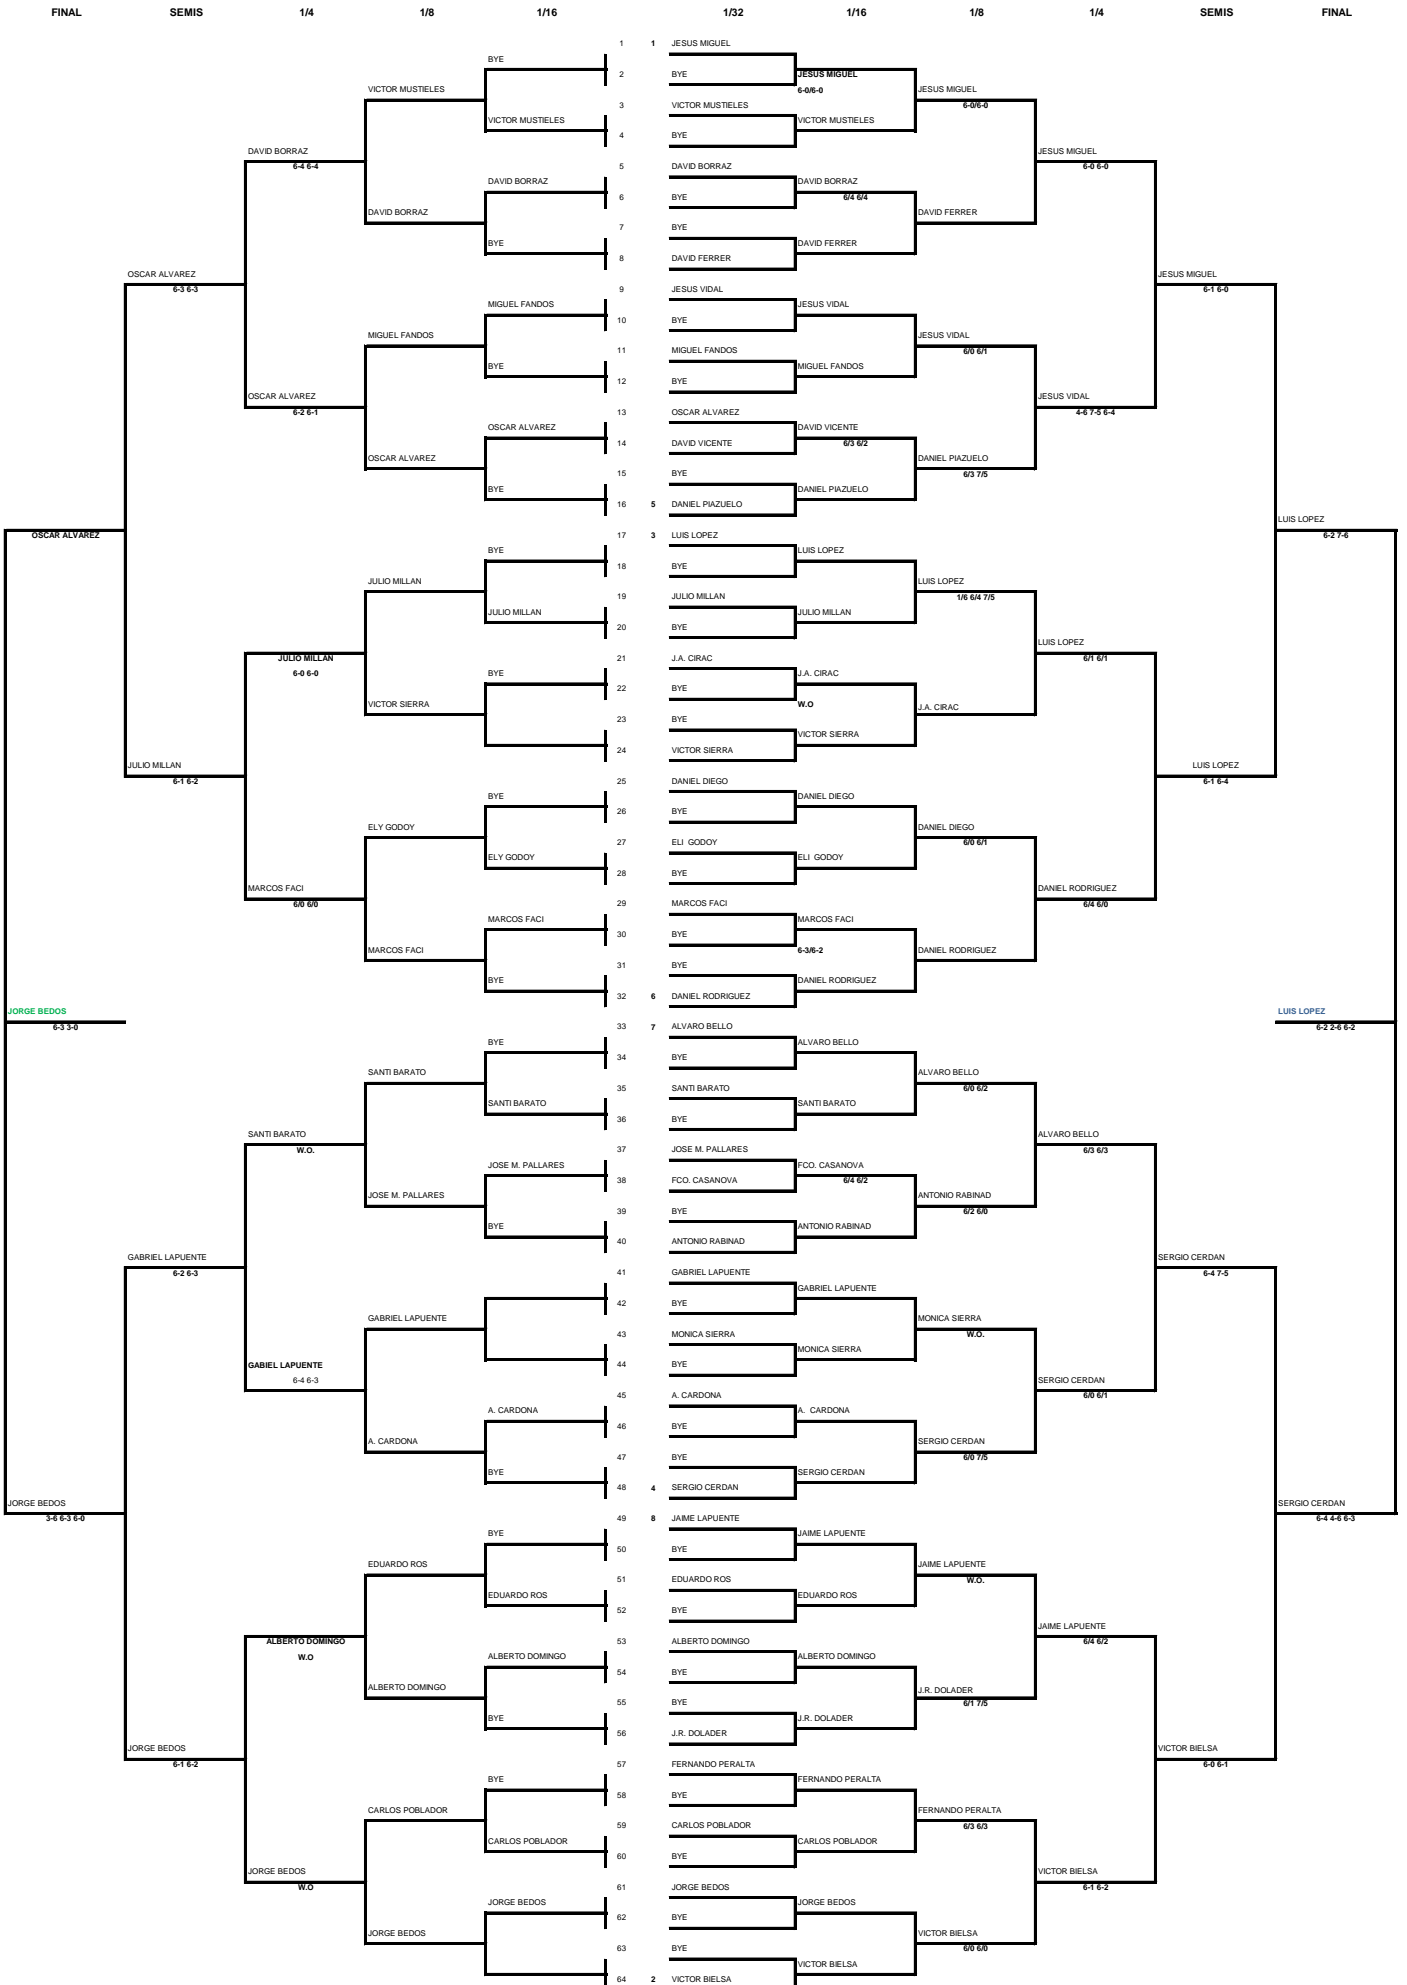 FINAL SEMIS 1/4 1/8 1/16 1/32 1/16 1/8 1/4 SEMIS FINAL
1 1 JESUS MIGUEL
BYE
2 BYE JESUS MIGUEL
VICTOR MUSTIELES 6-0/6-0 JESUS MIGUEL
3 VICTOR MUSTIELES 6-0/6-0
VICTOR MUSTIELES VICTOR MUSTIELES
4 BYE
DAVID BORRAZ JESUS MIGUEL
6-4 6-4 5 DAVID BORRAZ 6-0 6-0
DAVID BORRAZ DAVID BORRAZ
6 BYE 6/4 6/4
DAVID BORRAZ DAVID FERRER
7 BYE
BYE DAVID FERRER
8 DAVID FERRER
OSCAR ALVAREZ JESUS MIGUEL
6-3 6-3 9 JESUS VIDAL 6-1 6-0
MIGUEL FANDOS JESUS VIDAL
10 BYE
MIGUEL FANDOS JESUS VIDAL
11 MIGUEL FANDOS 6/0 6/1
BYE MIGUEL FANDOS
12 BYE
OSCAR ALVAREZ JESUS VIDAL
6-2 6-1 13 OSCAR ALVAREZ 4-6 7-5 6-4
OSCAR ALVAREZ DAVID VICENTE
14 DAVID VICENTE 6/3 6/2
OSCAR ALVAREZ DANIEL PIAZUELO
15 BYE 6/3 7/5
BYE DANIEL PIAZUELO
16 5 DANIEL PIAZUELO
LUIS LOPEZ
OSCAR ALVAREZ 17 3 LUIS LOPEZ 6-2 7-6
BYE LUIS LOPEZ
18 BYE
JULIO MILLAN LUIS LOPEZ
19 JULIO MILLAN 1/6 6/4 7/5
JULIO MILLAN JULIO MILLAN
20 BYE
LUIS LOPEZ
JULIO MILLAN 21 J.A. CIRAC 6/1 6/1
6-0 6-0 BYE J.A. CIRAC
22 BYE
VICTOR SIERRA W.O J.A. CIRAC
23 BYE
VICTOR SIERRA
24 VICTOR SIERRA
JULIO MILLAN LUIS LOPEZ
6-1 6-2 25 DANIEL DIEGO 6-1 6-4
BYE DANIEL DIEGO
26 BYE
ELY GODOY DANIEL DIEGO
27 ELI GODOY 6/0 6/1
ELY GODOY ELI GODOY
28 BYE
MARCOS FACI DANIEL RODRIGUEZ
6/0 6/0 29 MARCOS FACI 6/4 6/0
MARCOS FACI MARCOS FACI
30 BYE
MARCOS FACI 6-3/6-2 DANIEL RODRIGUEZ
31 BYE
BYE DANIEL RODRIGUEZ
32 6 DANIEL RODRIGUEZ
JORGE BEDOS LUIS LOPEZ
6-3 3-0 33 7 ALVARO BELLO 6-2 2-6 6-2
BYE ALVARO BELLO
34 BYE
SANTI BARATO ALVARO BELLO
35 SANTI BARATO 6/0 6/2
SANTI BARATO SANTI BARATO
36 BYE
SANTI BARATO ALVARO BELLO
W.O. 37 JOSE M. PALLARES 6/3 6/3
JOSE M. PALLARES FCO. CASANOVA
38 FCO. CASANOVA 6/4 6/2
JOSE M. PALLARES ANTONIO RABINAD
39 BYE 6/2 6/0
BYE ANTONIO RABINAD
40 ANTONIO RABINAD
GABRIEL LAPUENTE SERGIO CERDAN
6-2 6-3 41 GABRIEL LAPUENTE 6-4 7-5
GABRIEL LAPUENTE
42 BYE
GABRIEL LAPUENTE MONICA SIERRA
43 MONICA SIERRA W.O.
MONICA SIERRA
GABIEL LAPUENTE 44 BYE
6-4 6-3 SERGIO CERDAN
45 A. CARDONA 6/0 6/1
A. CARDONA A. CARDONA
46 BYE
A. CARDONA SERGIO CERDAN
47 BYE 6/0 7/5
BYE SERGIO CERDAN
48 4 SERGIO CERDAN
JORGE BEDOS SERGIO CERDAN
3-6 6-3 6-0 49 8 JAIME LAPUENTE 6-4 4-6 6-3
BYE JAIME LAPUENTE
50 BYE
EDUARDO ROS JAIME LAPUENTE
51 EDUARDO ROS W.O.
EDUARDO ROS EDUARDO ROS
52 BYE
JAIME LAPUENTE
ALBERTO DOMINGO 53 ALBERTO DOMINGO 6/4 6/2
W.O ALBERTO DOMINGO ALBERTO DOMINGO
54 BYE
ALBERTO DOMINGO J.R. DOLADER
55 BYE 6/1 7/5
BYE J.R. DOLADER
56 J.R. DOLADER
JORGE BEDOS VICTOR BIELSA
6-1 6-2 57 FERNANDO PERALTA 6-0 6-1
BYE FERNANDO PERALTA
58 BYE
CARLOS POBLADOR FERNANDO PERALTA
59 CARLOS POBLADOR 6/3 6/3
CARLOS POBLADOR CARLOS POBLADOR
60 BYE
JORGE BEDOS VICTOR BIELSA
W.O 61 JORGE BEDOS 6-1 6-2
JORGE BEDOS JORGE BEDOS
62 BYE
JORGE BEDOS VICTOR BIELSA
63 BYE 6/0 6/0
VICTOR BIELSA
64 2 VICTOR BIELSA